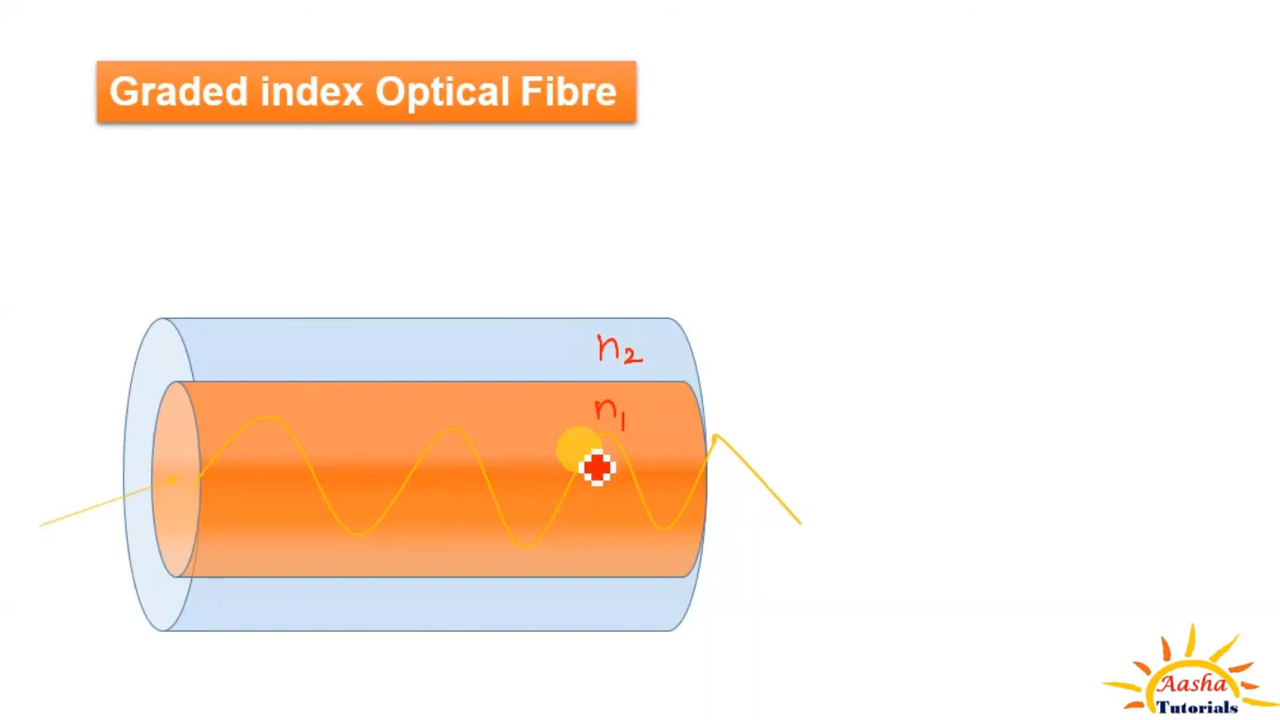 Graded index Optical Fibre
n₂
n₁
Aasha
Tutorials